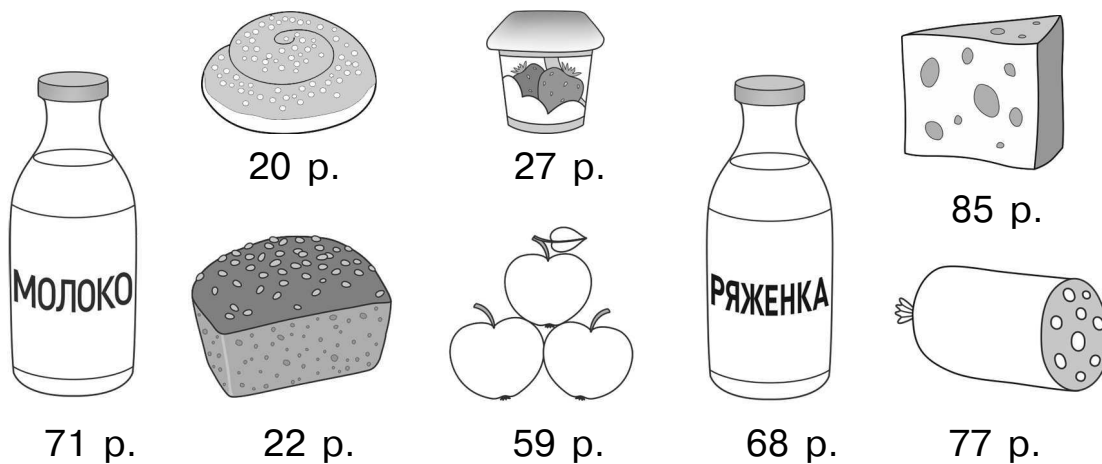 20 р.
27 р.
85 р.
МОЛОКО
РЯЖЕНКА
71 р.
22 р.
59 р.
68 р.
77 р.